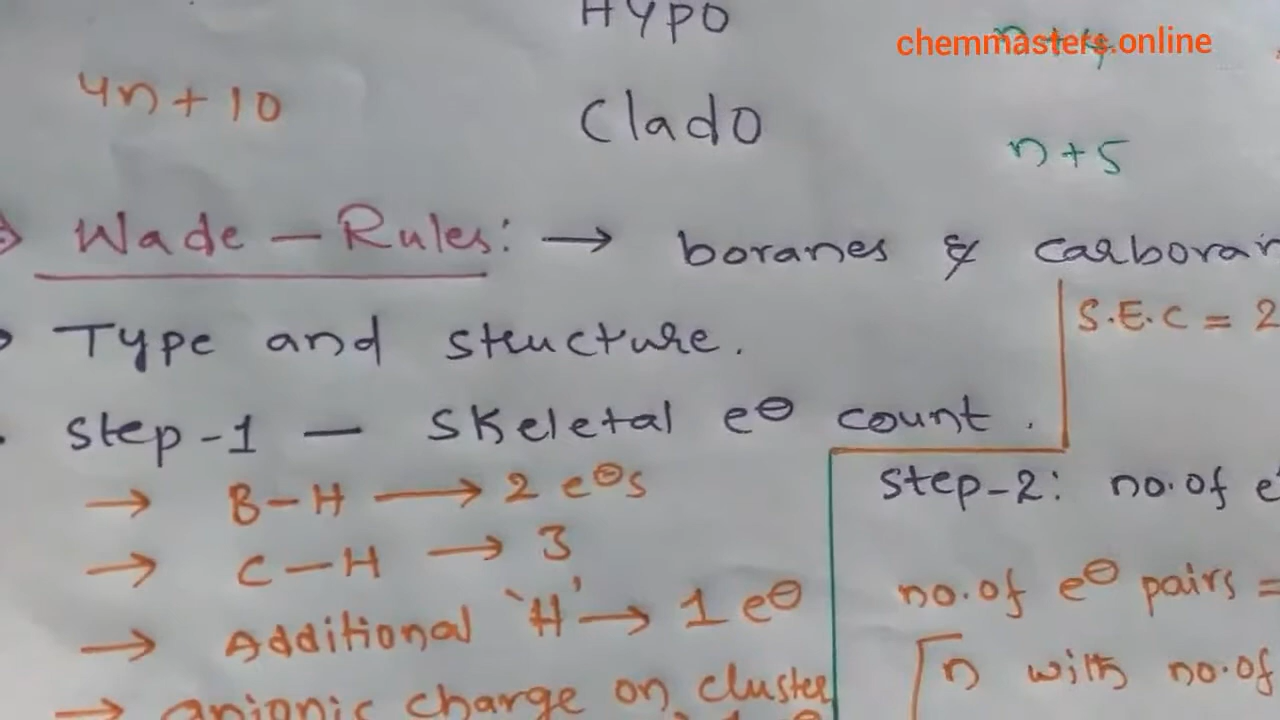 Hypo
n+4
chemmasters.online
4n+10
Clado
n+5
Wade - Rules: → boranes &
Type and structure.
S.E.C = 2
Step-1 — Skeletal e⊖ count.
Step-2: no.of
→ B-H → 2 e⊖s
→ C-H → 3
no.of e⊖ pairs =
→ Additional 'H' → 1 e⊖
n with no.of
→ anionic charge on cluster